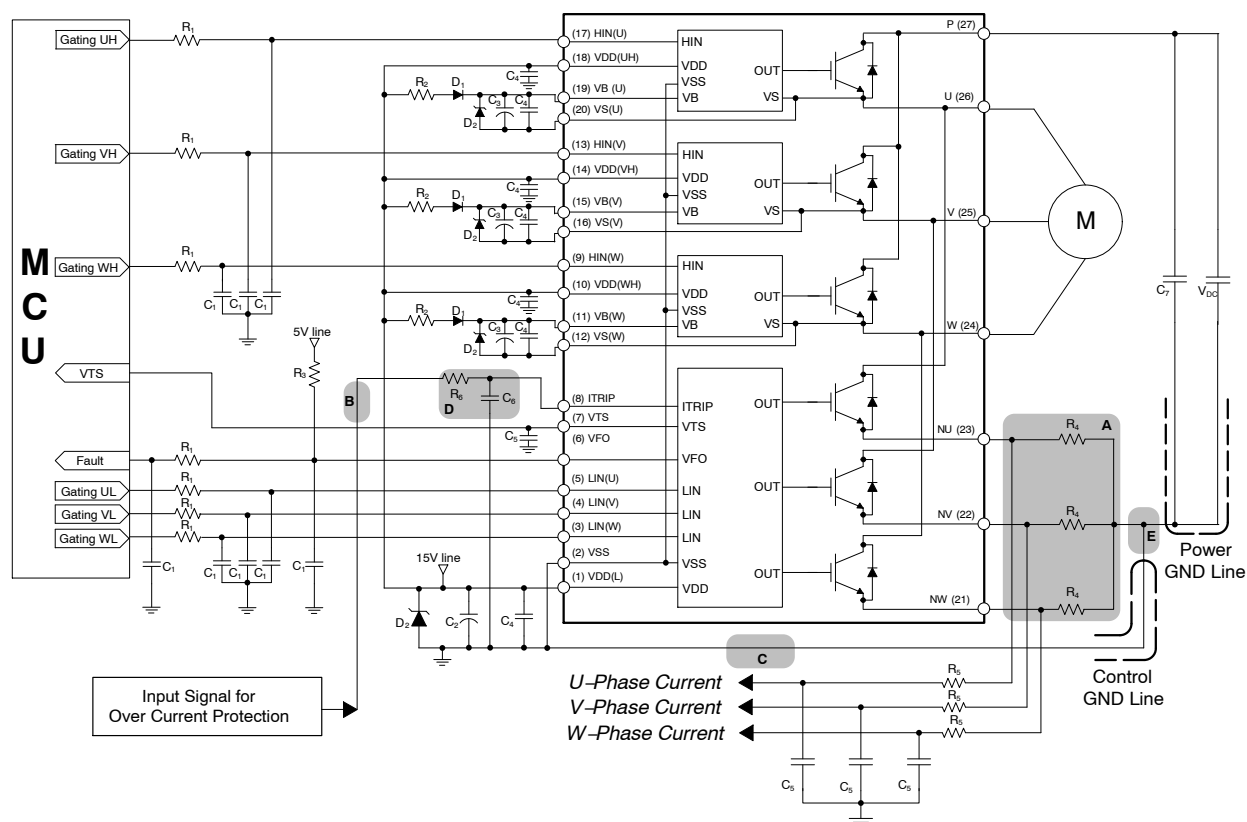 MCU
Gating UH
R1
(17) HIN(U)
(18) VDD(UH)
C4
R2
D1
C3
C4
D2
(19) VB (U)
(20) VS(U)
HIN
VDD
VSS
VB
OUT
VS
P (27)
U (26)
Gating VH
R1
(13) HIN(V)
(14) VDD(VH)
C4
R2
D1
C3
C4
D2
(15) VB(V)
(16) VS(V)
HIN
VDD
VSS
VB
OUT
VS
V (25)
M
Gating WH
R1
C1
C1
C1
(9) HIN(W)
(10) VDD(WH)
C4
R2
D1
C3
C4
D2
(11) VB(W)
(12) VS(W)
HIN
VDD
VSS
VB
OUT
VS
W (24)
C7
VDC
5V line
R3
VTS
B
R6
D
C6
(8) ITRIP
(7) VTS
C5
(6) VFO
ITRIP
VTS
VFO
OUT
NU (23)
R4
A
Fault
R1
Gating UL
R1
Gating VL
R1
Gating WL
C1
C1
C1
C1
C1
(5) LIN(U)
(4) LIN(V)
(3) LIN(W)
(2) VSS
(1) VDD(L)
LIN
LIN
LIN
VSS
VDD
OUT
OUT
NV (22)
R4
E
NW (21)
R4
Power
GND Line
15V line
D2
C2
C4
C
Control
GND Line
Input Signal for
Over Current Protection
U–Phase Current
R5
V–Phase Current
R5
W–Phase Current
R5
C5
C5
C5